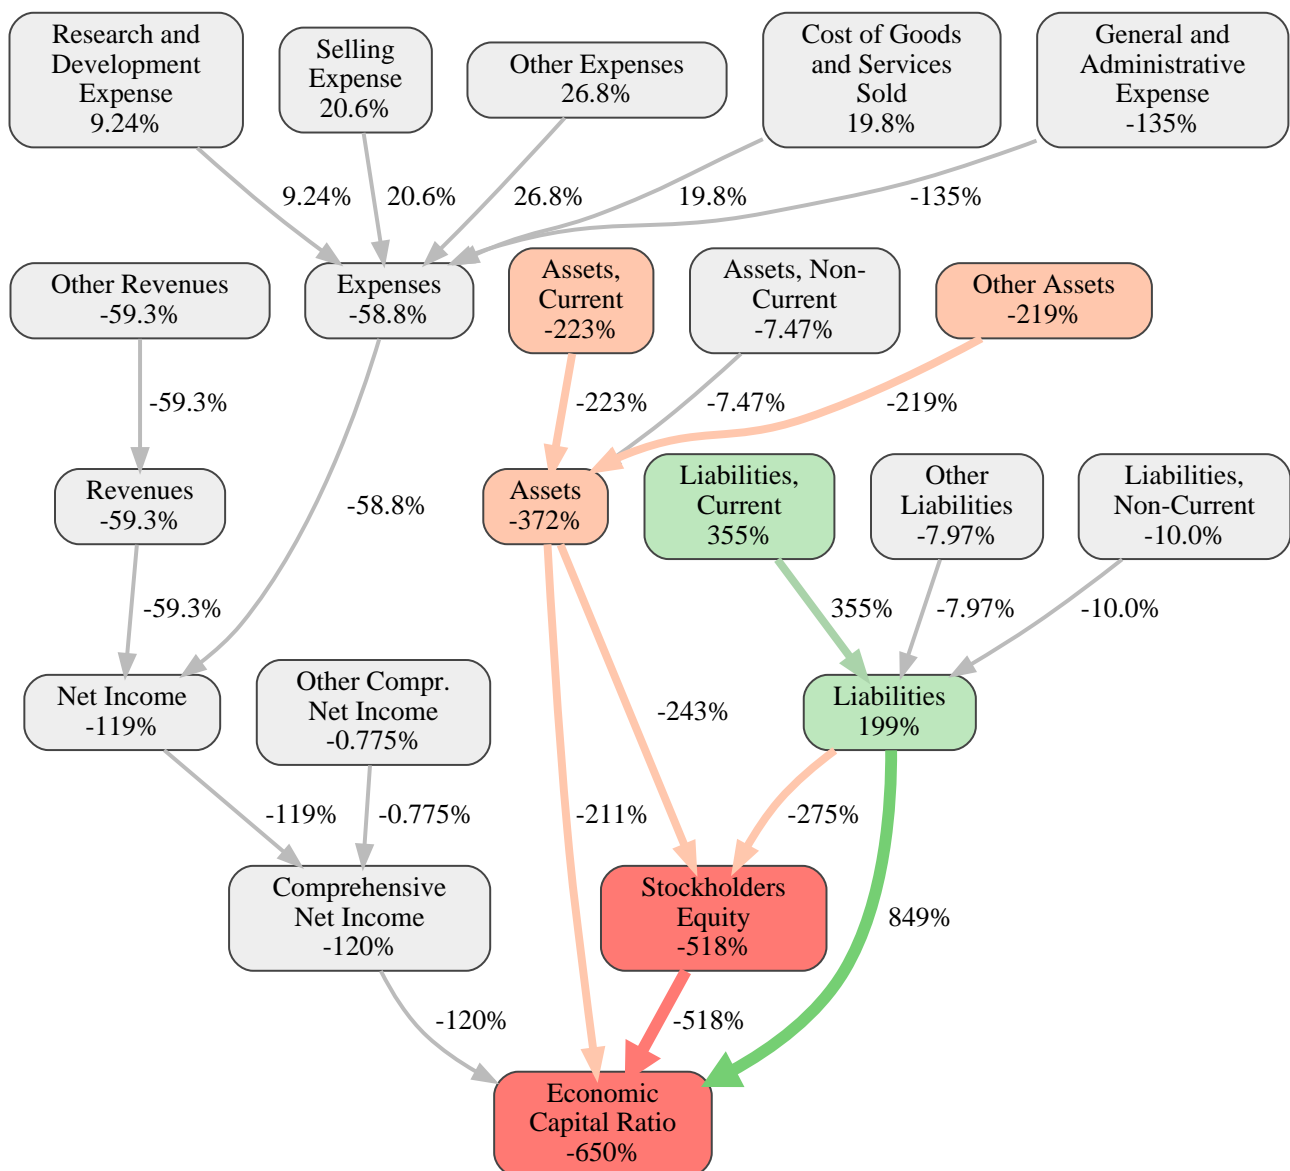 Research and
Development
Expense
9.24%
Selling
Expense
20.6%
Other Expenses
26.8%
Cost of Goods
and Services
Sold
19.8%
General and
Administrative
Expense
-135%
9.24%
20.6%
26.8%
19.8%
-135%
Other Revenues
-59.3%
Expenses
-58.8%
Assets,
Current
-223%
Assets, Non-
Current
-7.47%
Other Assets
-219%
-59.3%
-223%
-7.47%
-219%
Revenues
-59.3%
-58.8%
Assets
-372%
Liabilities,
Current
355%
Other
Liabilities
-7.97%
Liabilities,
Non-Current
-10.0%
-59.3%
355%
-7.97%
-10.0%
Net Income
-119%
Other Compr.
Net Income
-0.775%
-243%
Liabilities
199%
-119%
-0.775%
-211%
-275%
Comprehensive
Net Income
-120%
Stockholders
Equity
-518%
849%
-120%
-518%
Economic
Capital Ratio
-650%